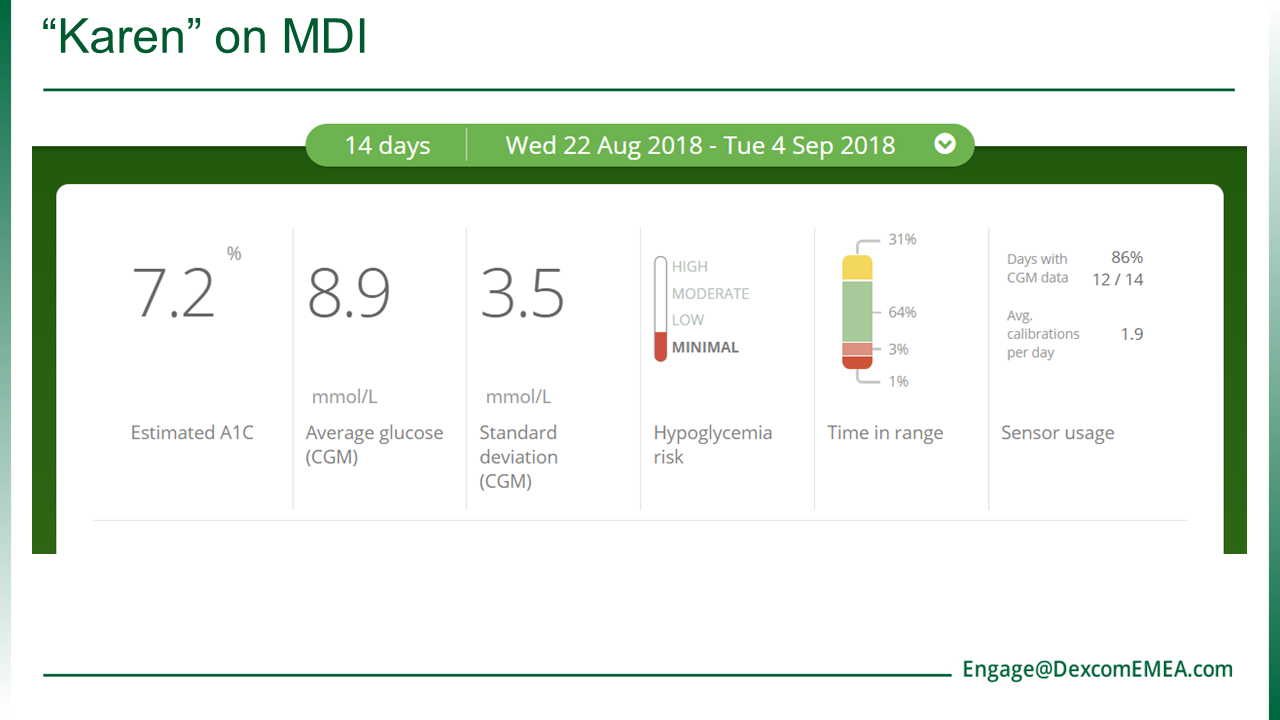 “Karen” on MDI
14 days
Wed 22 Aug 2018 - Tue 4 Sep 2018
7.2
%
Estimated A1C
8.9
mmol/L
Average glucose
(CGM)
3.5
mmol/L
Standard
deviation
(CGM)
HIGH
MODERATE
LOW
MINIMAL
Hypoglycemia
risk
31%
64%
3%
1%
Time in range
Days with
CGM data
86%
12 / 14
Avg.
calibrations
per day
1.9
Sensor usage
Engage@DexcomEMEA.com